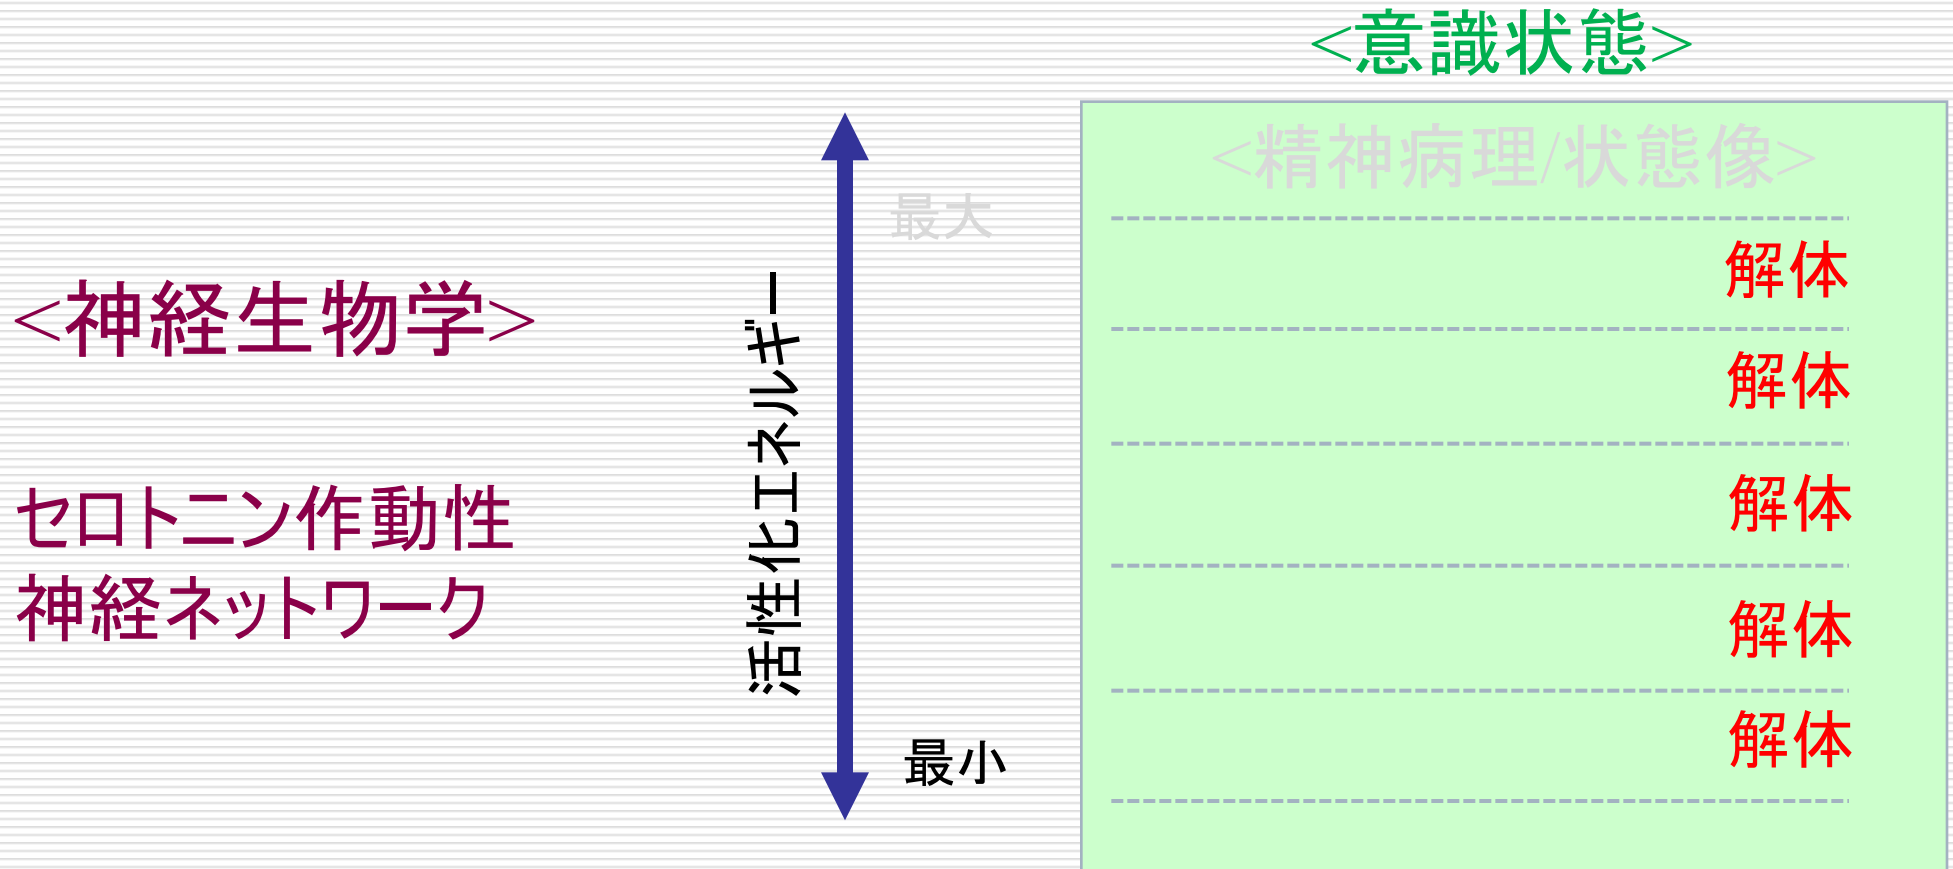 <意識状態>
<精神病理/状態像>
最大
解体
<神経生物学>
活性化エネルギー
解体
セロトニン作動性
神経ネットワーク
解体
解体
解体
最小